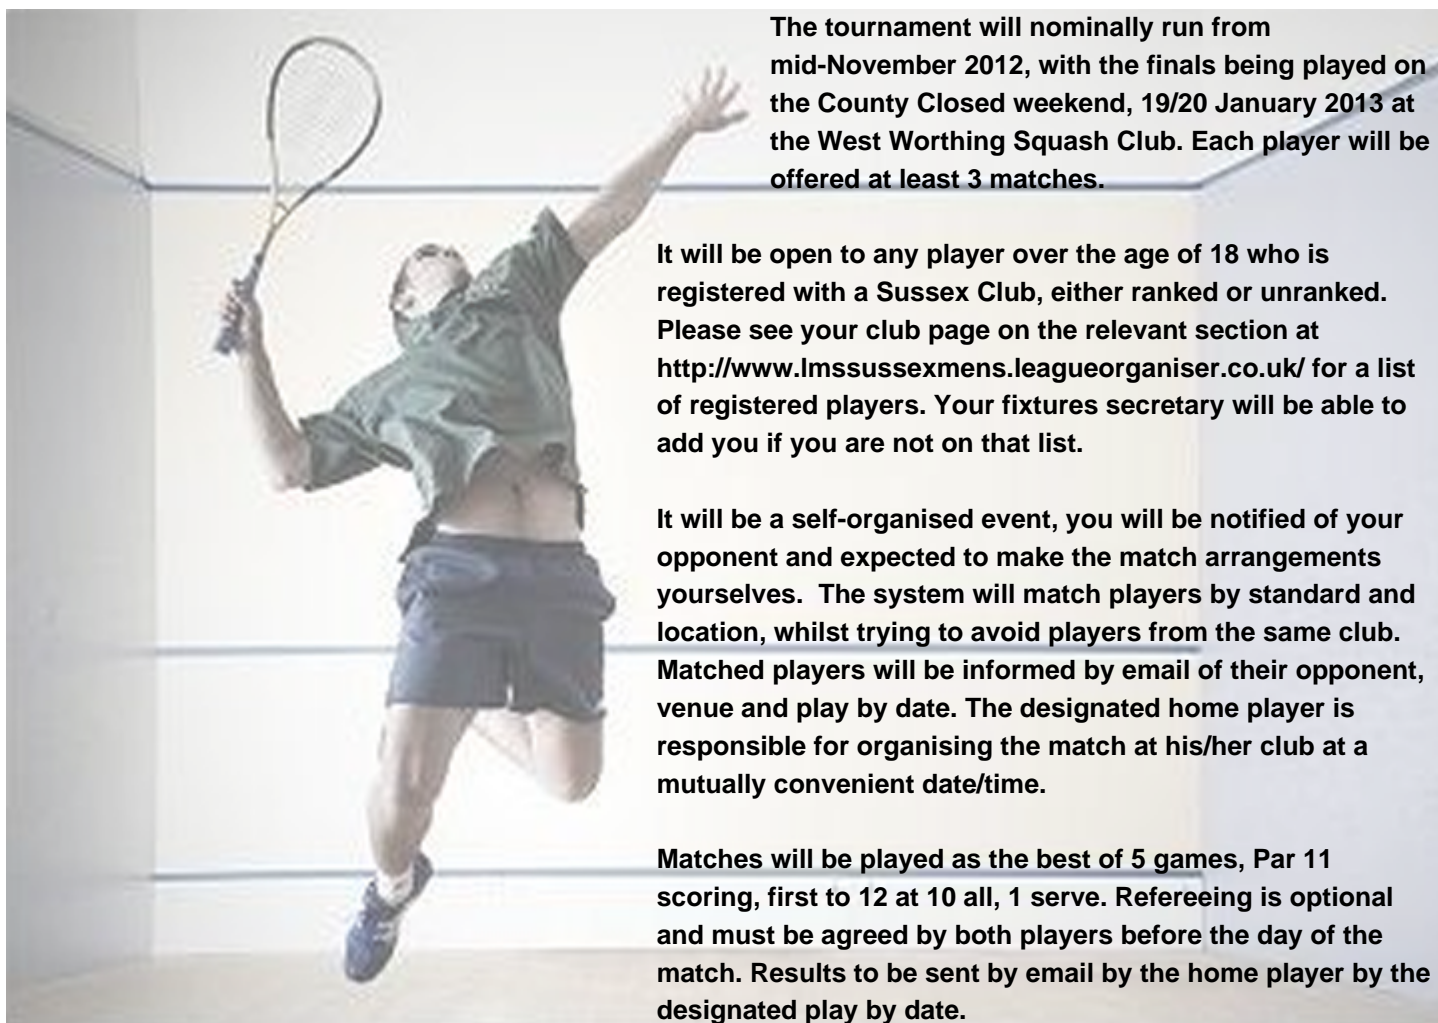 The tournament will nominally run from
mid-November 2012, with the finals being played on
the County Closed weekend, 19/20 January 2013 at
the West Worthing Squash Club. Each player will be
offered at least 3 matches.
It will be open to any player over the age of 18 who is
registered with a Sussex Club, either ranked or unranked.
Please see your club page on the relevant section at
http://www.lmssussexmens.leagueorganiser.co.uk/ for a list
of registered players. Your fixtures secretary will be able to
add you if you are not on that list.
It will be a self-organised event, you will be notified of your
opponent and expected to make the match arrangements
yourselves.  The system will match players by standard and
location, whilst trying to avoid players from the same club.
Matched players will be informed by email of their opponent,
venue and play by date. The designated home player is
responsible for organising the match at his/her club at a
mutually convenient date/time.
Matches will be played as the best of 5 games, Par 11
scoring, first to 12 at 10 all, 1 serve. Refereeing is optional
and must be agreed by both players before the day of the
match. Results to be sent by email by the home player by the
designated play by date.